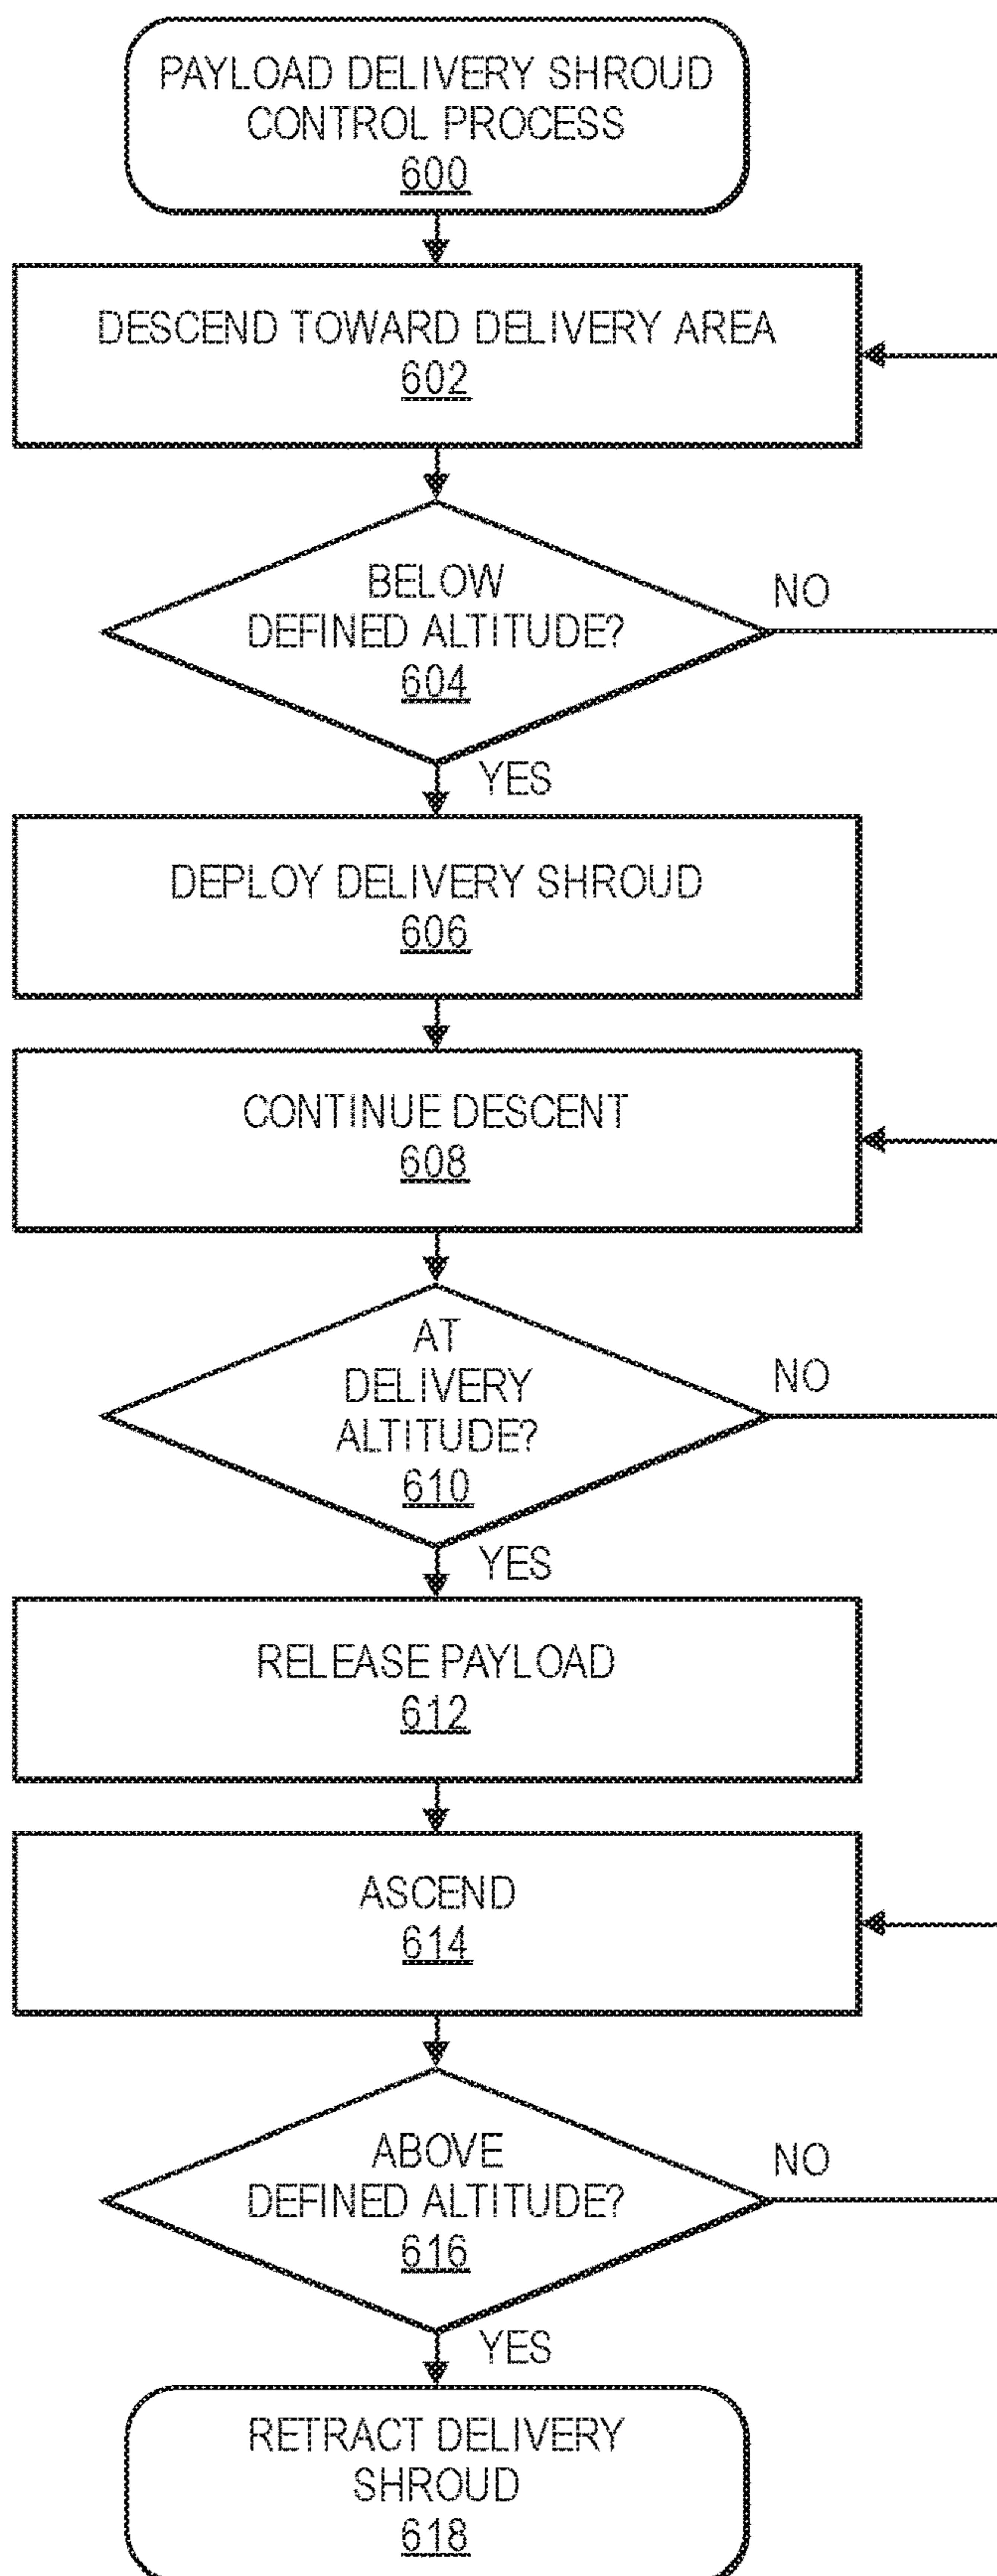 PAYLOAD DELIVERY SHROUD
CONTROL PROCESS
600
DESCEND TOWARD DELIVERY AREA
602
BELOW
DEFINED ALTITUDE?
604
NO
YES
DEPLOY DELIVERY SHROUD
606
CONTINUE DESCENT
608
AT
DELIVERY
ALTITUDE?
610
NO
YES
RELEASE PAYLOAD
612
ASCEND
614
ABOVE
DEFINED ALTITUDE?
616
NO
YES
RETRACT DELIVERY
SHROUD
618